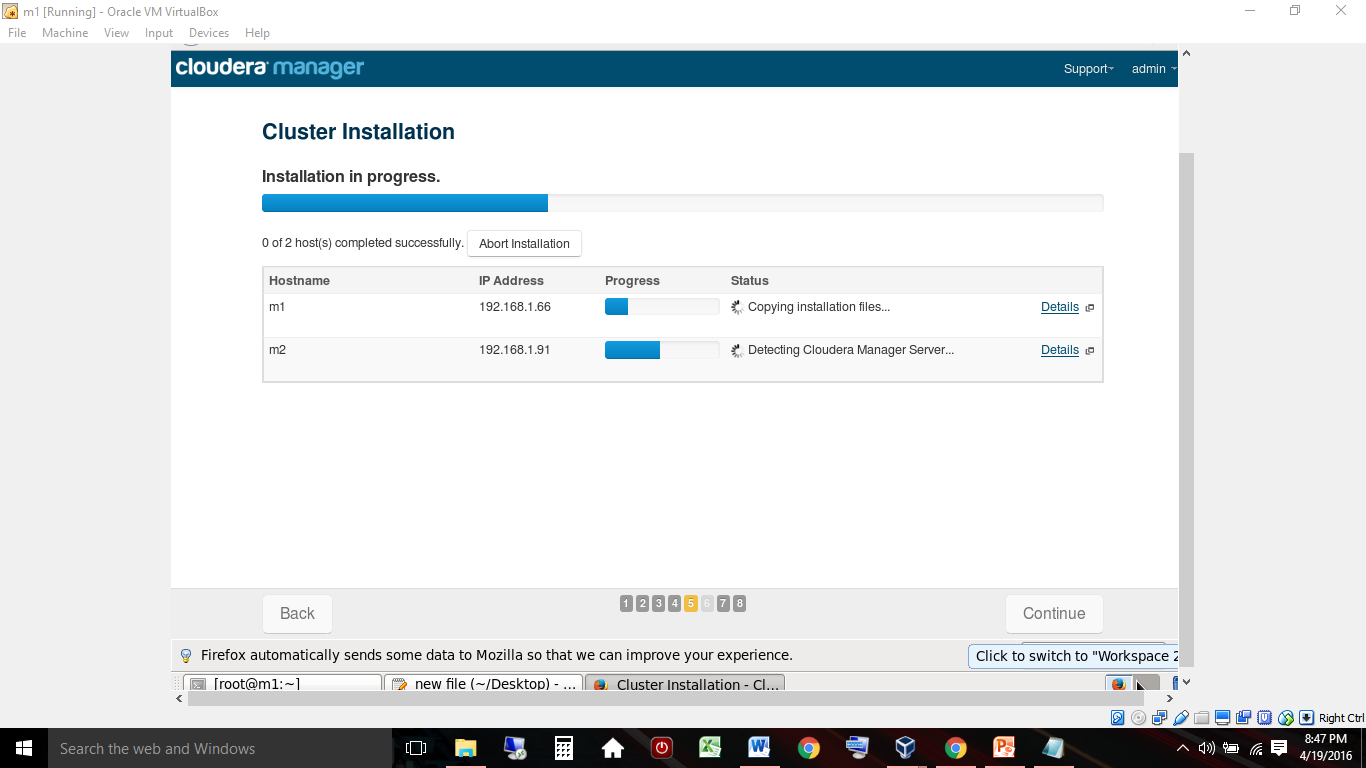 m1 [Running] - Oracle VM VirtualBox
File Machine View Input Devices Help
cloudera manager
Support admin
Cluster Installation
Installation in progress.
0 of 2 host(s) completed successfully. Abort Installation
Hostname IP Address Progress Status
m1 192.168.1.66 Copying installation files... Details
m2 192.168.1.91 Detecting Cloudera Manager Server... Details
Back 1 2 3 4 5 6 7 8 Continue
Firefox automatically sends some data to Mozilla so that we can improve your experience. Click to switch to "Workspace 2
[root@m1:~] new file (~/Desktop) - ... Cluster Installation - Cl...
Right Ctrl
Search the web and Windows
8:47 PM
4/19/2016